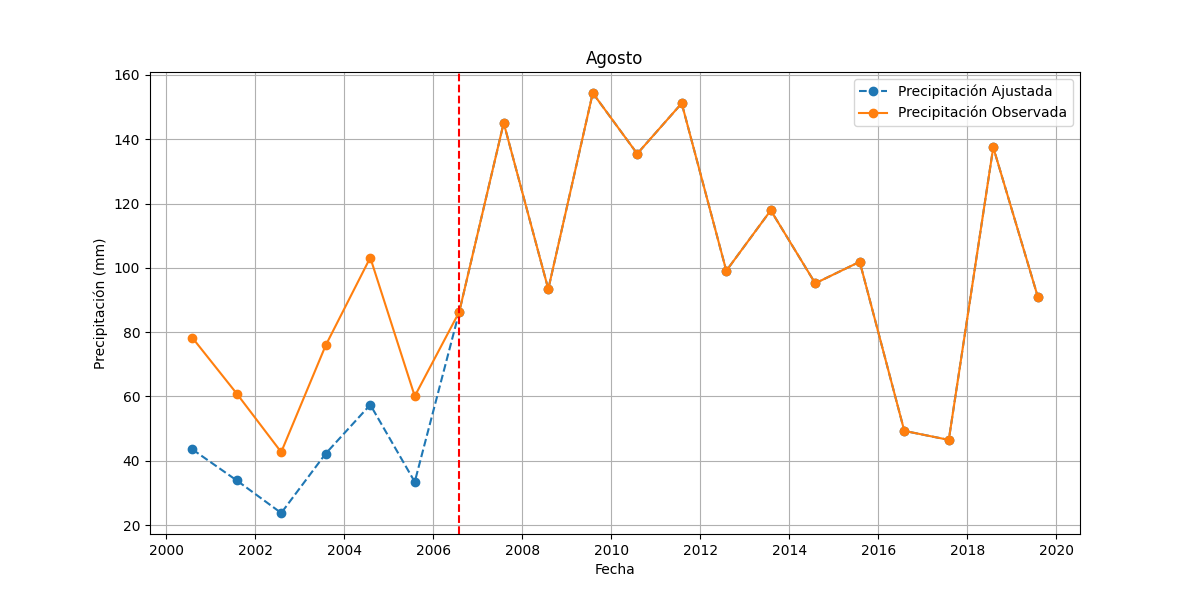 Agosto
Precipitación Ajustada
Precipitación Observada
Precipitación (mm)
160
140
120
100
80
60
40
20
2000 2002 2004 2006 2008 2010 2012 2014 2016 2018 2020
Fecha